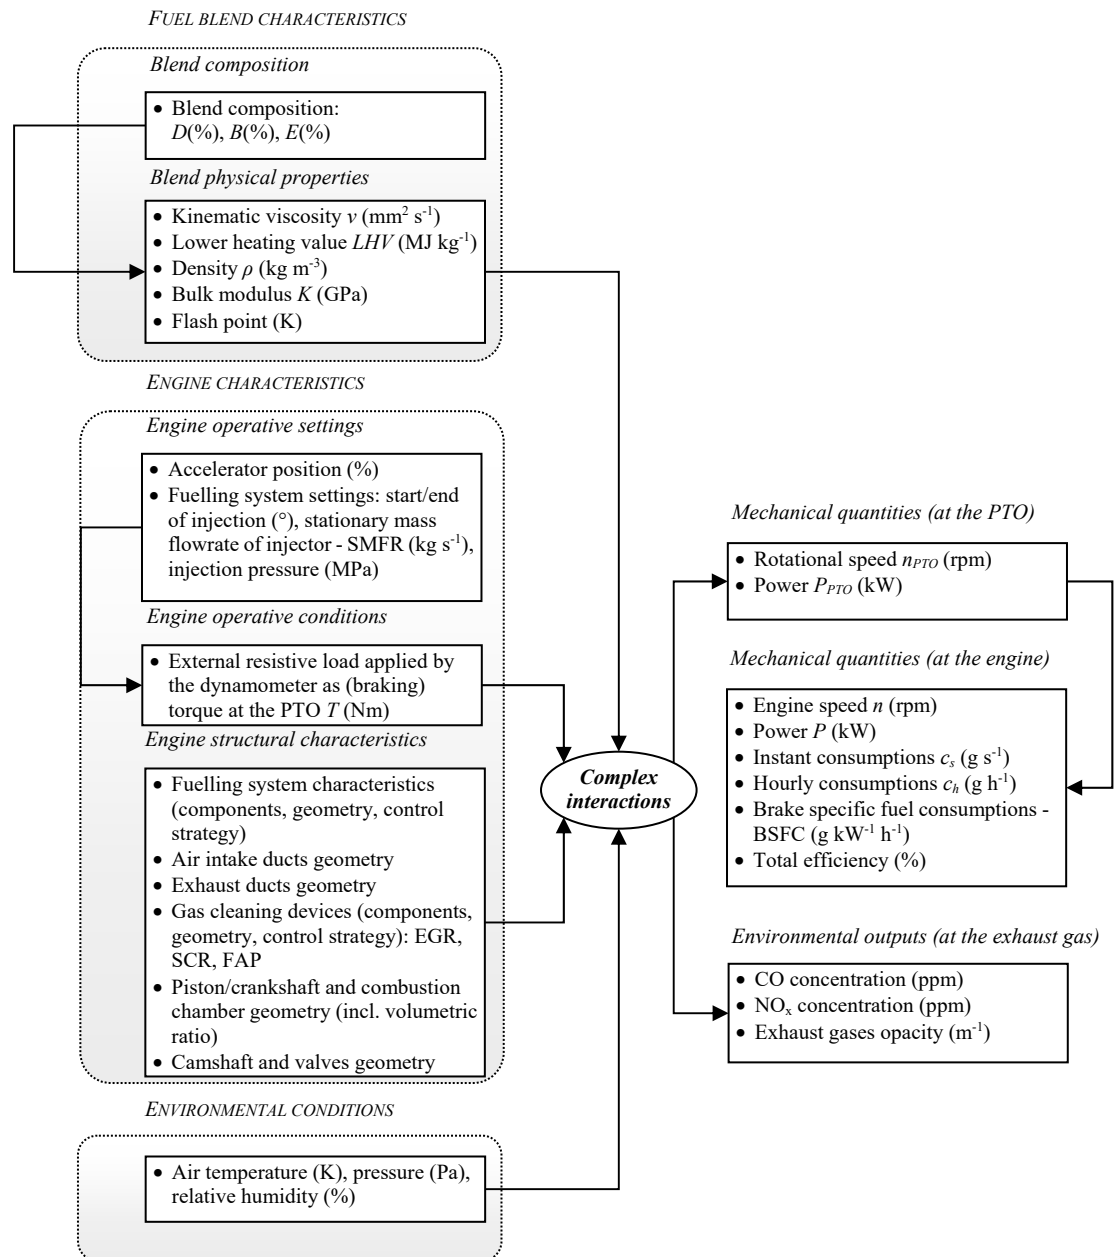 FUEL BLEND CHARACTERISTICS
Blend composition
• Blend composition:
D(%), B(%), E(%)
Blend physical properties
• Kinematic viscosity ν (mm² s⁻¹)
• Lower heating value LHV (MJ kg⁻¹)
• Density ρ (kg m⁻³)
• Bulk modulus K (GPa)
• Flash point (K)
ENGINE CHARACTERISTICS
Engine operative settings
• Accelerator position (%)
• Fuelling system settings: start/end
of injection (°), stationary mass
flowrate of injector - SMFR (kg s⁻¹),
injection pressure (MPa)
Engine operative conditions
• External resistive load applied by
the dynamometer as (braking)
torque at the PTO T (Nm)
Engine structural characteristics
• Fuelling system characteristics
(components, geometry, control
strategy)
• Air intake ducts geometry
• Exhaust ducts geometry
• Gas cleaning devices (components,
geometry, control strategy): EGR,
SCR, FAP
• Piston/crankshaft and combustion
chamber geometry (incl. volumetric
ratio)
• Camshaft and valves geometry
ENVIRONMENTAL CONDITIONS
• Air temperature (K), pressure (Pa),
relative humidity (%)
Complex
interactions
Mechanical quantities (at the PTO)
• Rotational speed n_PTO (rpm)
• Power P_PTO (kW)
Mechanical quantities (at the engine)
• Engine speed n (rpm)
• Power P (kW)
• Instant consumptions c_s (g s⁻¹)
• Hourly consumptions c_h (g h⁻¹)
• Brake specific fuel consumptions -
BSFC (g kW⁻¹ h⁻¹)
• Total efficiency (%)
Environmental outputs (at the exhaust gas)
• CO concentration (ppm)
• NOₓ concentration (ppm)
• Exhaust gases opacity (m⁻¹)